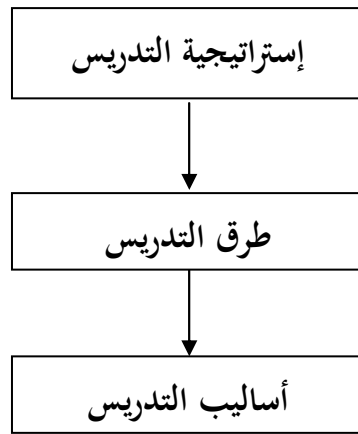 إستراتيجية التدريس
طرق التدريس
أساليب التدريس